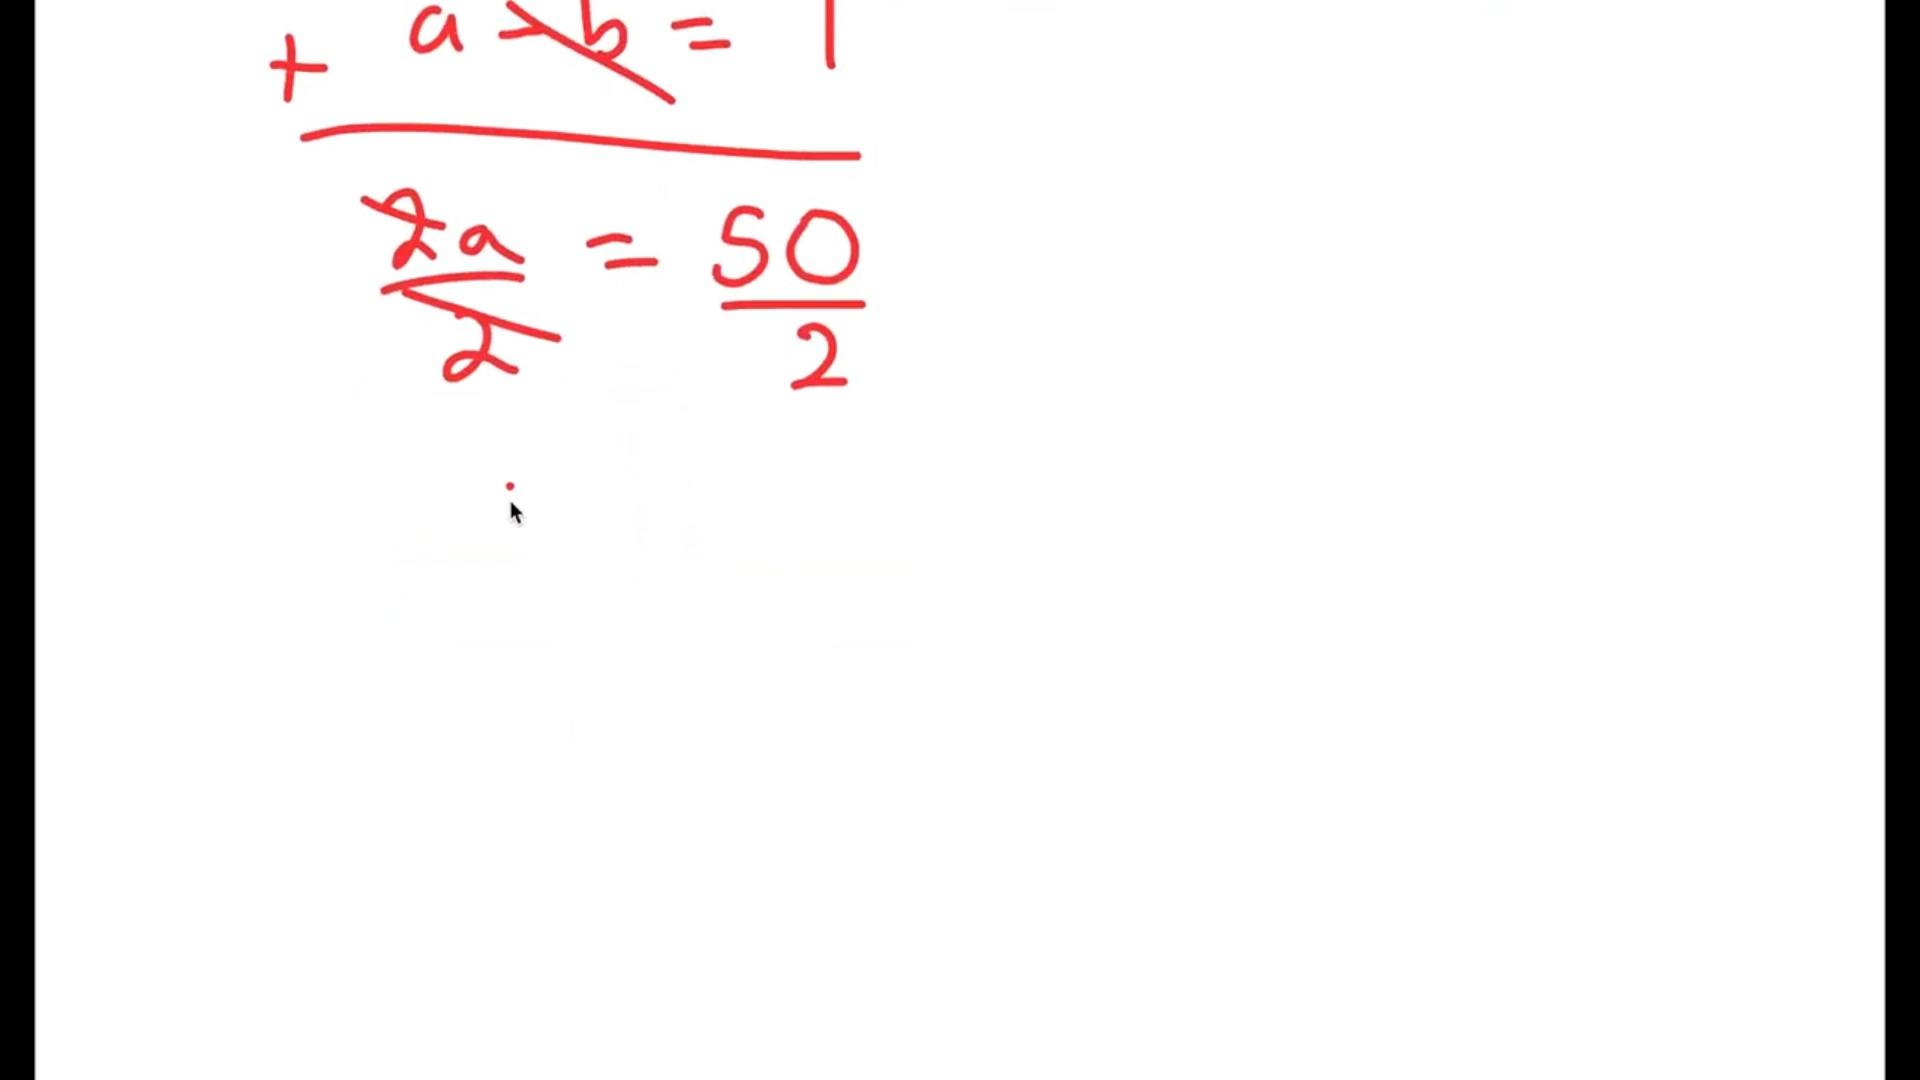 + a - b = 1
2a = 50
2 2